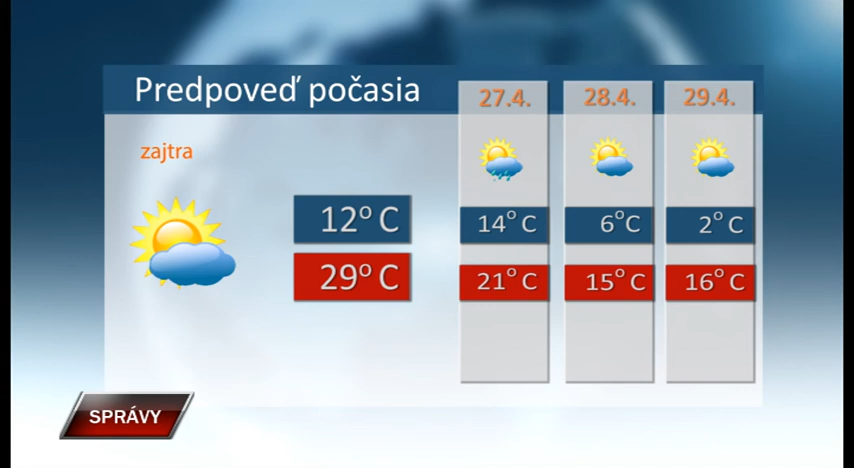 Predpoveď počasia
zajtra
12° C
29° C
27.4. 28.4. 29.4.
14° C 6°C 2° C
21° C 15° C 16° C
SPRÁVY